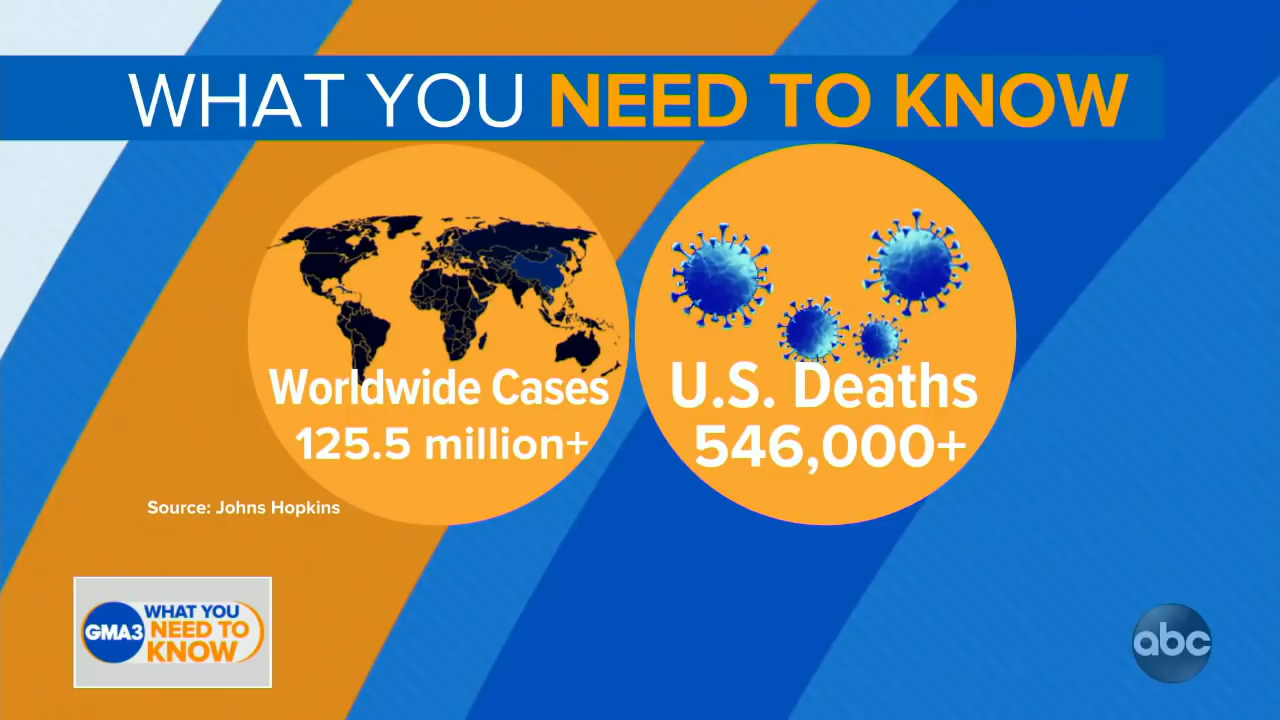 WHAT YOU NEED TO KNOW
Worldwide Cases
125.5 million+
U.S. Deaths
546,000+
Source: Johns Hopkins
GMA3
WHAT YOU
NEED TO
KNOW
abc